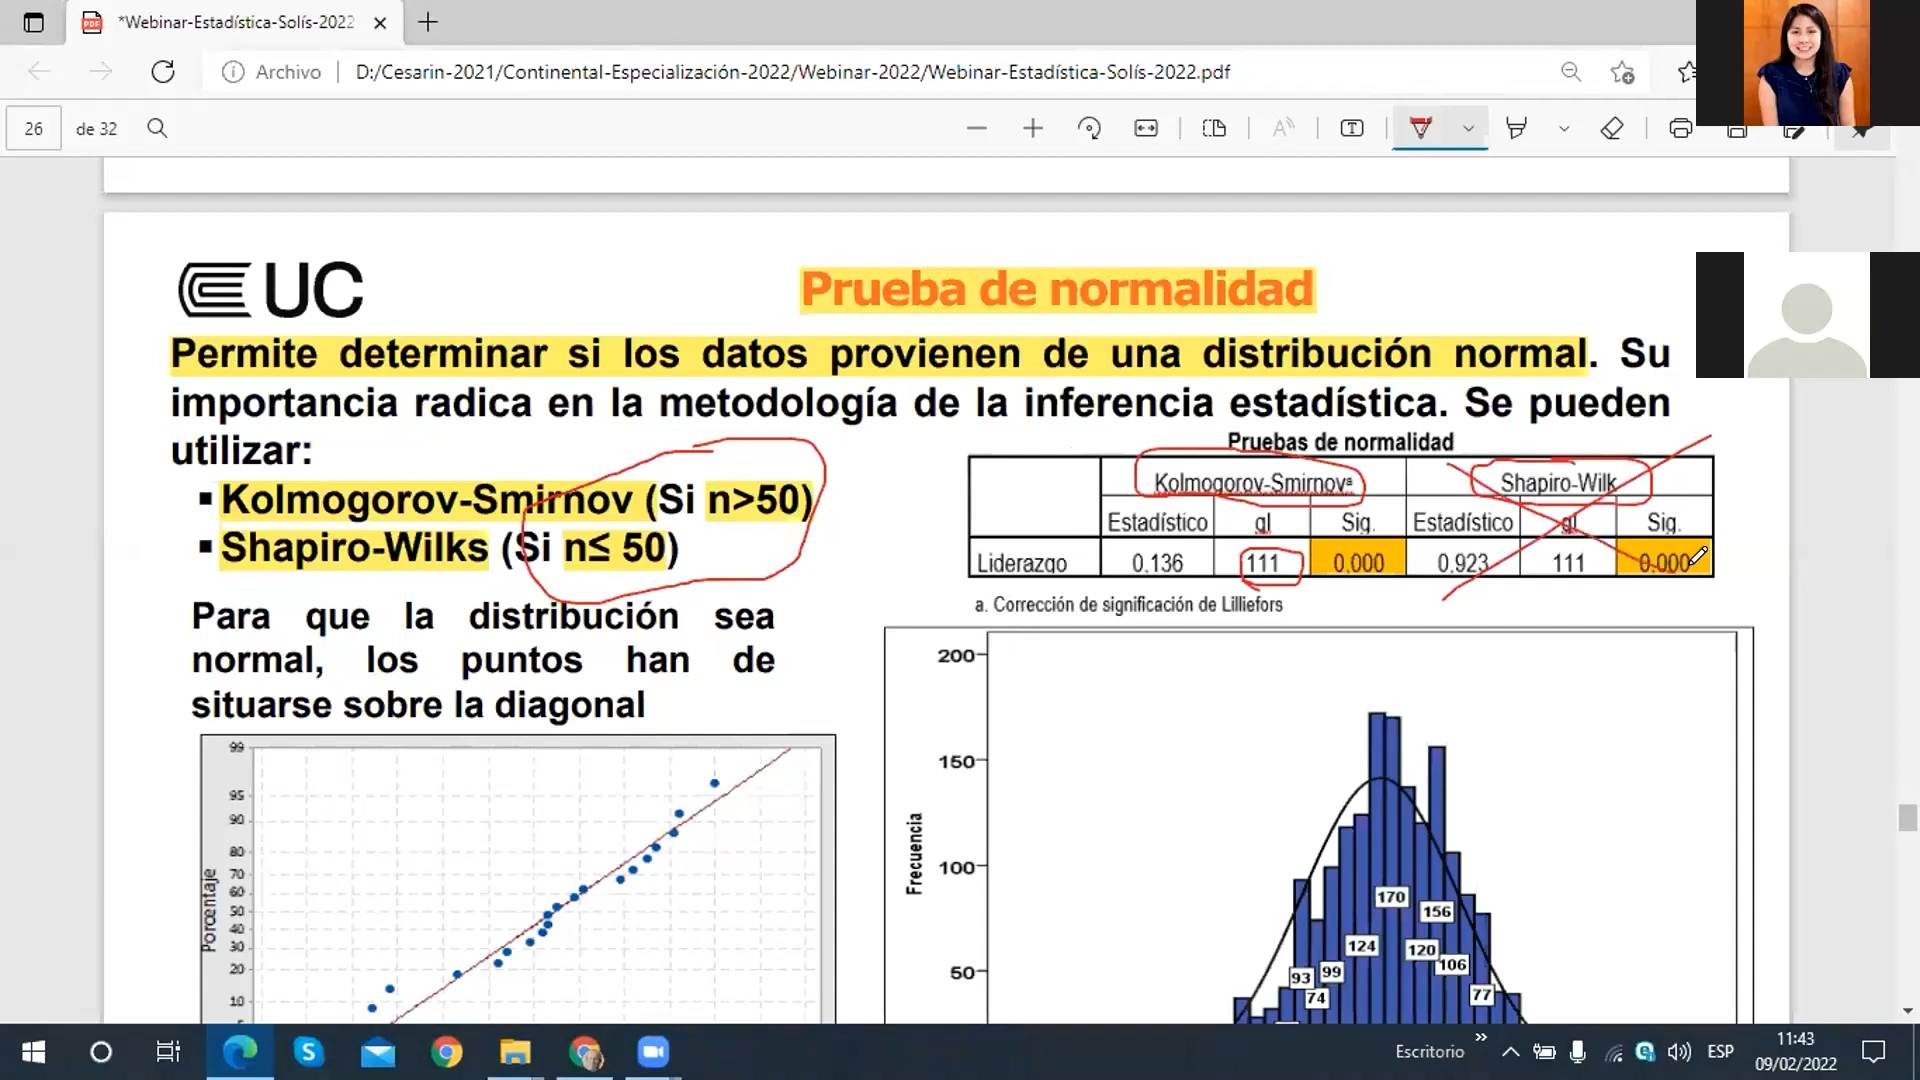 *Webinar-Estadística-Solís-2022
Archivo
D:/Cesarin-2021/Continental-Especialización-2022/Webinar-2022/Webinar-Estadística-Solís-2022.pdf
26 de 32
UC
Prueba de normalidad
Permite determinar si los datos provienen de una distribución normal. Su
importancia radica en la metodología de la inferencia estadística. Se pueden
utilizar:
▪ Kolmogorov-Smirnov (Si n>50)
▪ Shapiro-Wilks (Si n≤ 50)
Para que la distribución sea
normal, los puntos han de
situarse sobre la diagonal
Pruebas de normalidad
Kolmogorov-Smirnovª Shapiro-Wilk
Estadístico gl Sig. Estadístico gl Sig.
Liderazgo 0,136 111 0,000 0,923 111 0,000
a. Corrección de significación de Lilliefors
Porcentaje
99
95
90
80
70
60
50
40
30
20
10
Frecuencia
200
150
100
50
170
156
124
120
106
93
99
74
77
Escritorio
ESP
11:43
09/02/2022